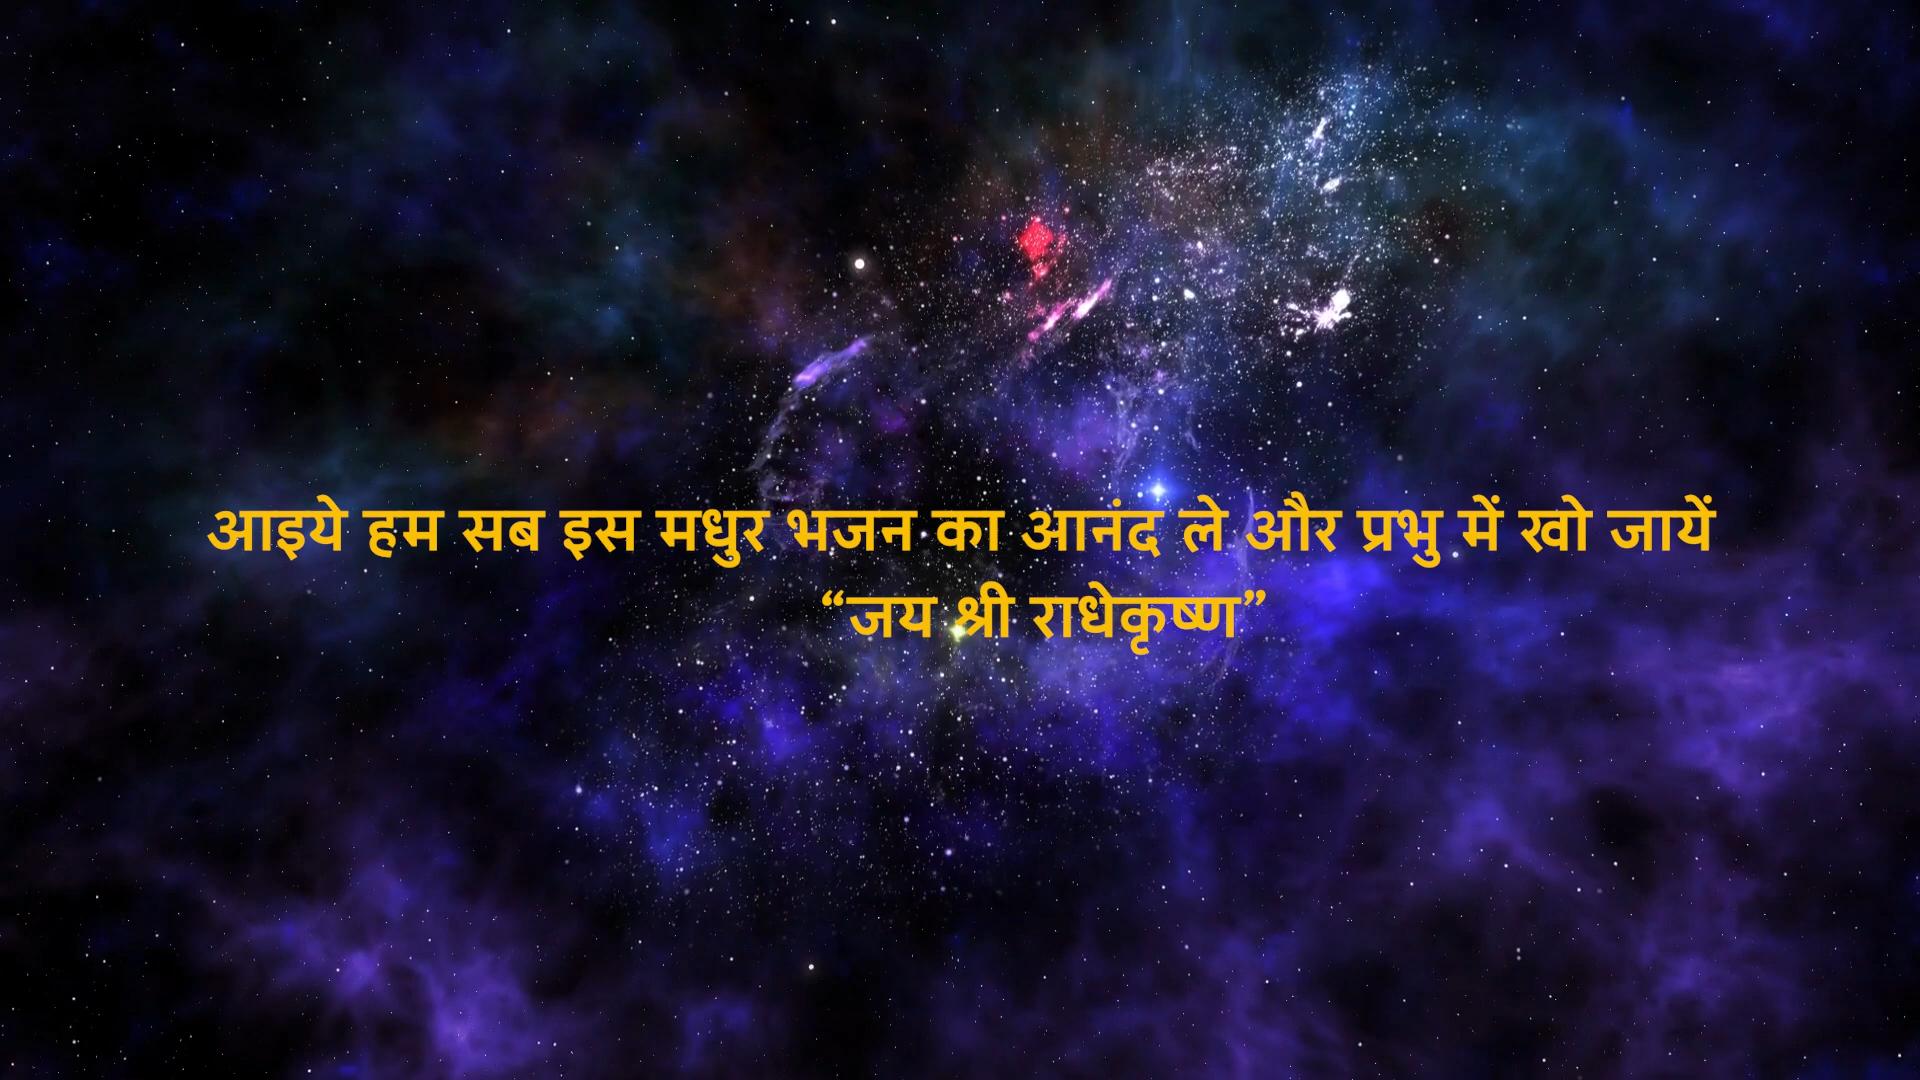 आइये हम सब इस मधुर भजन का आनंद ले और प्रभु में खो जायें
“जय श्री राधेकृष्ण”